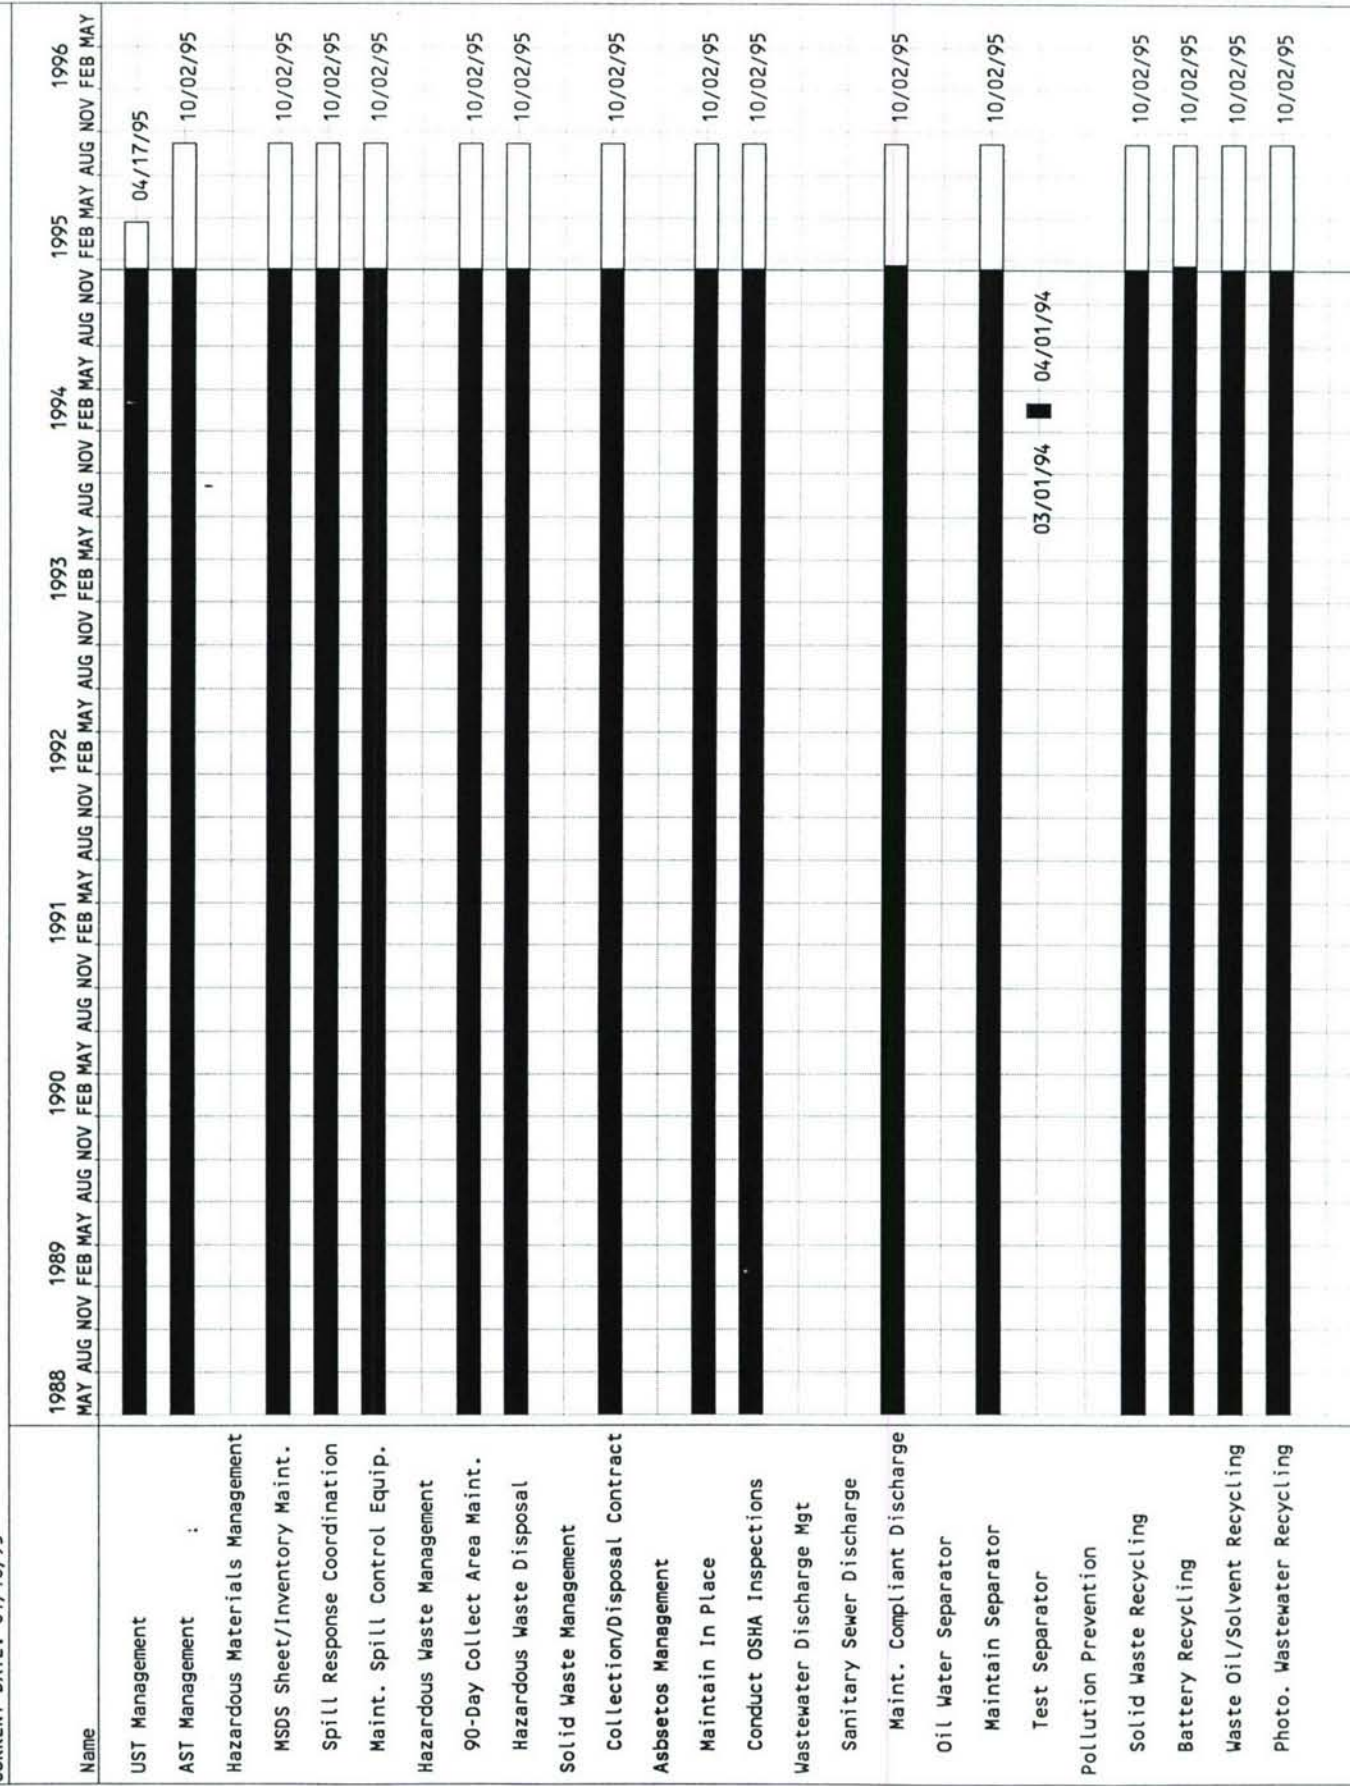 1988 1989 1990 1991 1992 1993 1994 1995 1996
Name MAY AUG NOV FEB MAY AUG NOV FEB MAY AUG NOV FEB MAY AUG NOV FEB MAY AUG NOV FEB MAY AUG NOV FEB MAY AUG NOV FEB MAY AUG NOV FEB MAY
UST Management 04/17/95
AST Management : 10/02/95
Hazardous Materials Management
MSDS Sheet/Inventory Maint. 10/02/95
Spill Response Coordination 10/02/95
Maint. Spill Control Equip. 10/02/95
Hazardous Waste Management
90-Day Collect Area Maint. 10/02/95
Hazardous Waste Disposal 10/02/95
Solid Waste Management
Collection/Disposal Contract 10/02/95
Asbsetos Management
Maintain In Place 10/02/95
Conduct OSHA Inspections 10/02/95
Wastewater Discharge Mgt
Sanitary Sewer Discharge
Maint. Compliant Discharge 10/02/95
Oil Water Separator
Maintain Separator 10/02/95
Test Separator 03/01/94 04/01/94
Pollution Prevention
Solid Waste Recycling 10/02/95
Battery Recycling 10/02/95
Waste Oil/Solvent Recycling 10/02/95
Photo. Wastewater Recycling 10/02/95